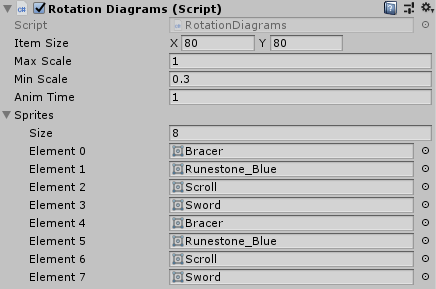 Rotation Diagrams (Script)
Script RotationDiagrams
Item Size X 80 Y 80
Max Scale 1
Min Scale 0.3
Anim Time 1
Sprites
Size 8
Element 0 Bracer
Element 1 Runestone_Blue
Element 2 Scroll
Element 3 Sword
Element 4 Bracer
Element 5 Runestone_Blue
Element 6 Scroll
Element 7 Sword